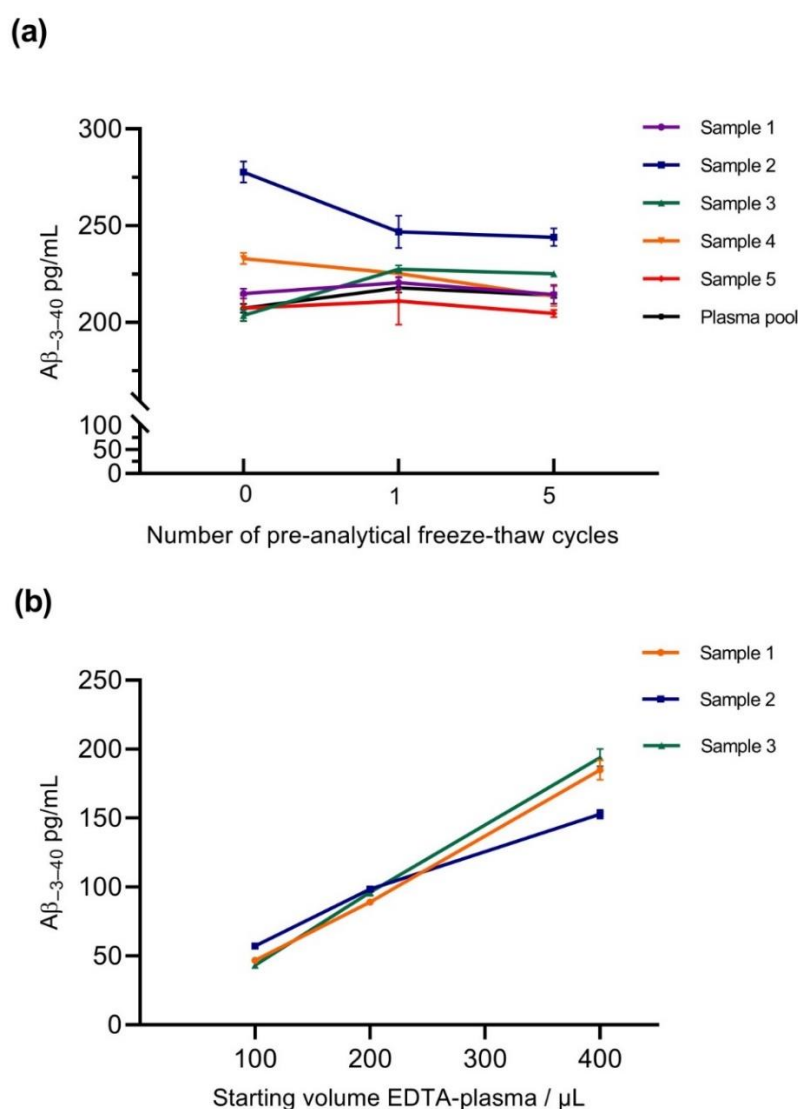 (a)
300
250
200
100
50
0
Aβ₋₃₋₄₀ pg/mL
0 1 5
Number of pre-analytical freeze-thaw cycles
Sample 1
Sample 2
Sample 3
Sample 4
Sample 5
Plasma pool
(b)
250
200
150
100
50
0
Aβ₋₃₋₄₀ pg/mL
100 200 300 400
Starting volume EDTA-plasma / µL
Sample 1
Sample 2
Sample 3